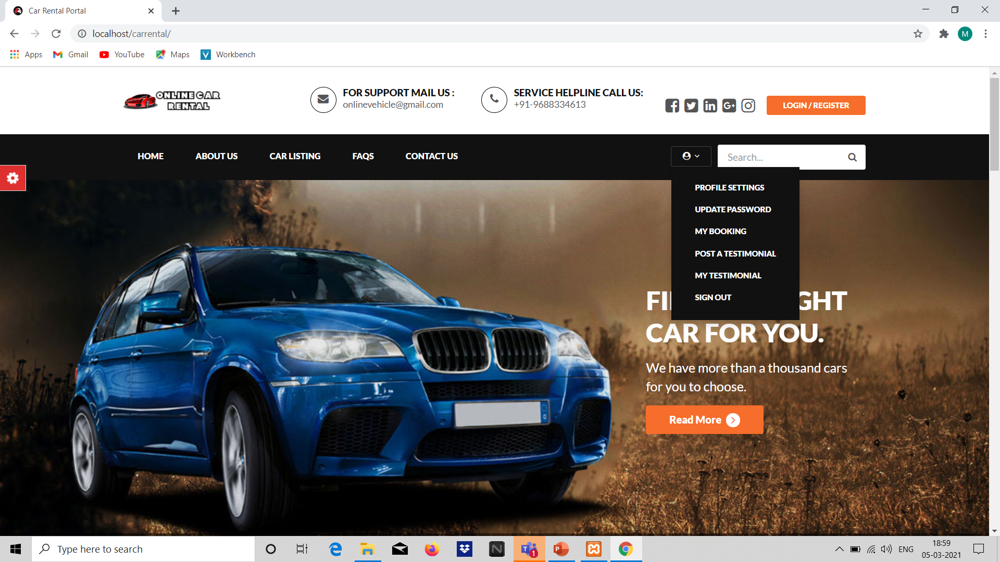 Car Rental Portal
localhost/carrental/
M
Apps
Gmail
YouTube
Maps
Workbench
ONLINE CAR
RENTAL
FOR SUPPORT MAIL US :
onlinevehicle@gmail.com
SERVICE HELPLINE CALL US:
+91-9688334613
LOGIN / REGISTER
HOME
ABOUT US
CAR LISTING
FAQS
CONTACT US
Search...
PROFILE SETTINGS
UPDATE PASSWORD
MY BOOKING
POST A TESTIMONIAL
MY TESTIMONIAL
SIGN OUT
CAR FOR YOU.
We have more than a thousand cars
for you to choose.
Read More
Type here to search
1
ENG
18:59
05-03-2021